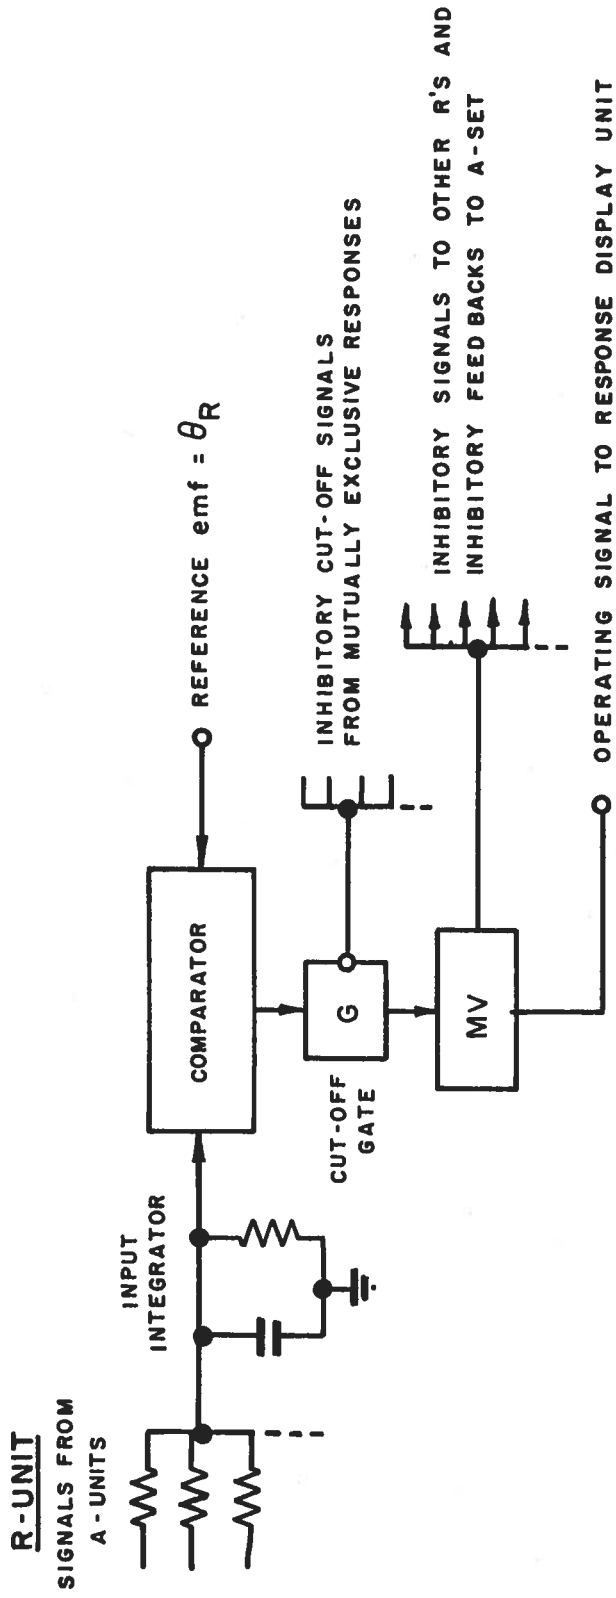 R-UNIT
SIGNALS FROM
A-UNITS
INPUT
INTEGRATOR
COMPARATOR
REFERENCE emf = θR
CUT-OFF
GATE
G
INHIBITORY CUT-OFF SIGNALS
FROM MUTUALLY EXCLUSIVE RESPONSES
MV
INHIBITORY SIGNALS TO OTHER R'S AND
INHIBITORY FEEDBACKS TO A-SET
OPERATING SIGNAL TO RESPONSE DISPLAY UNIT